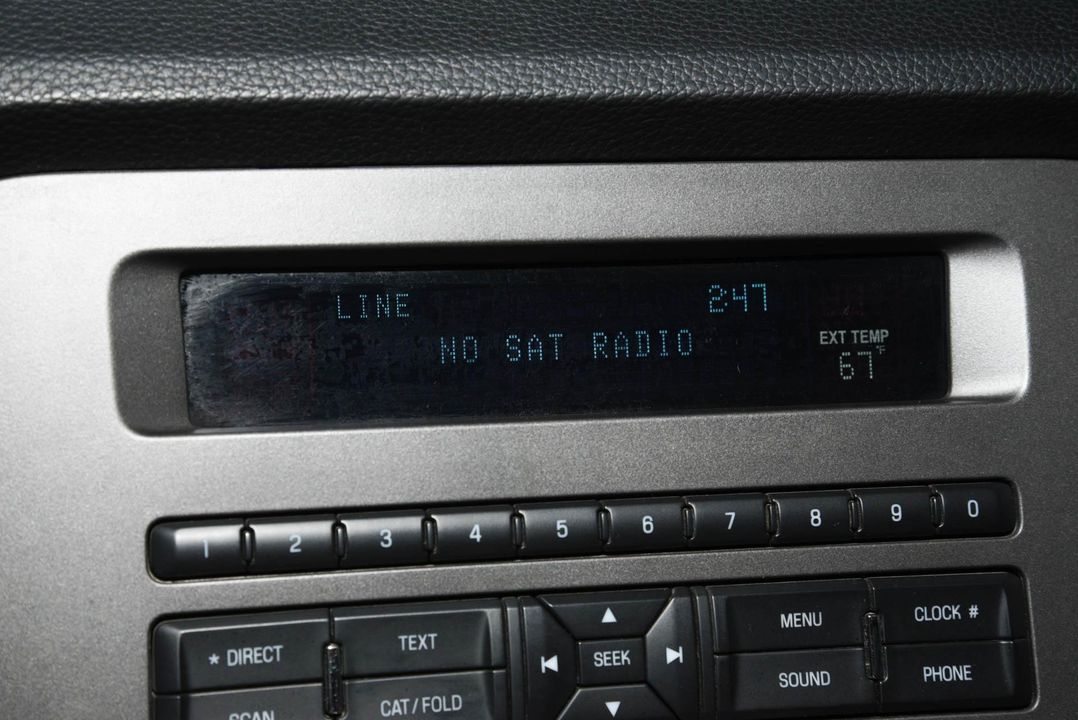 LINE 2:47
NO SAT RADIO
EXT TEMP
67°F
1 2 3 4 5 6 7 8 9 0
* DIRECT TEXT SEEK MENU CLOCK #
SCAN CAT/FOLD SOUND PHONE